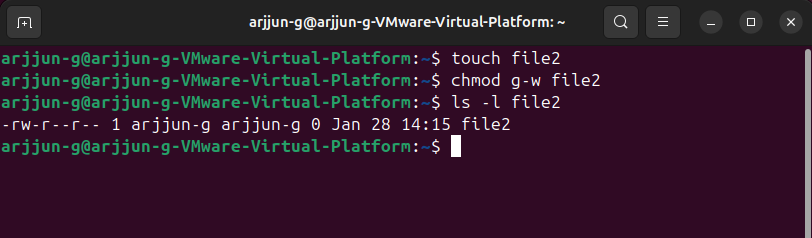 arjjun-g@arjjun-g-VMware-Virtual-Platform: ~
arjjun-g@arjjun-g-VMware-Virtual-Platform:~$ touch file2
arjjun-g@arjjun-g-VMware-Virtual-Platform:~$ chmod g-w file2
arjjun-g@arjjun-g-VMware-Virtual-Platform:~$ ls -l file2
-rw-r--r-- 1 arjjun-g arjjun-g 0 Jan 28 14:15 file2
arjjun-g@arjjun-g-VMware-Virtual-Platform:~$